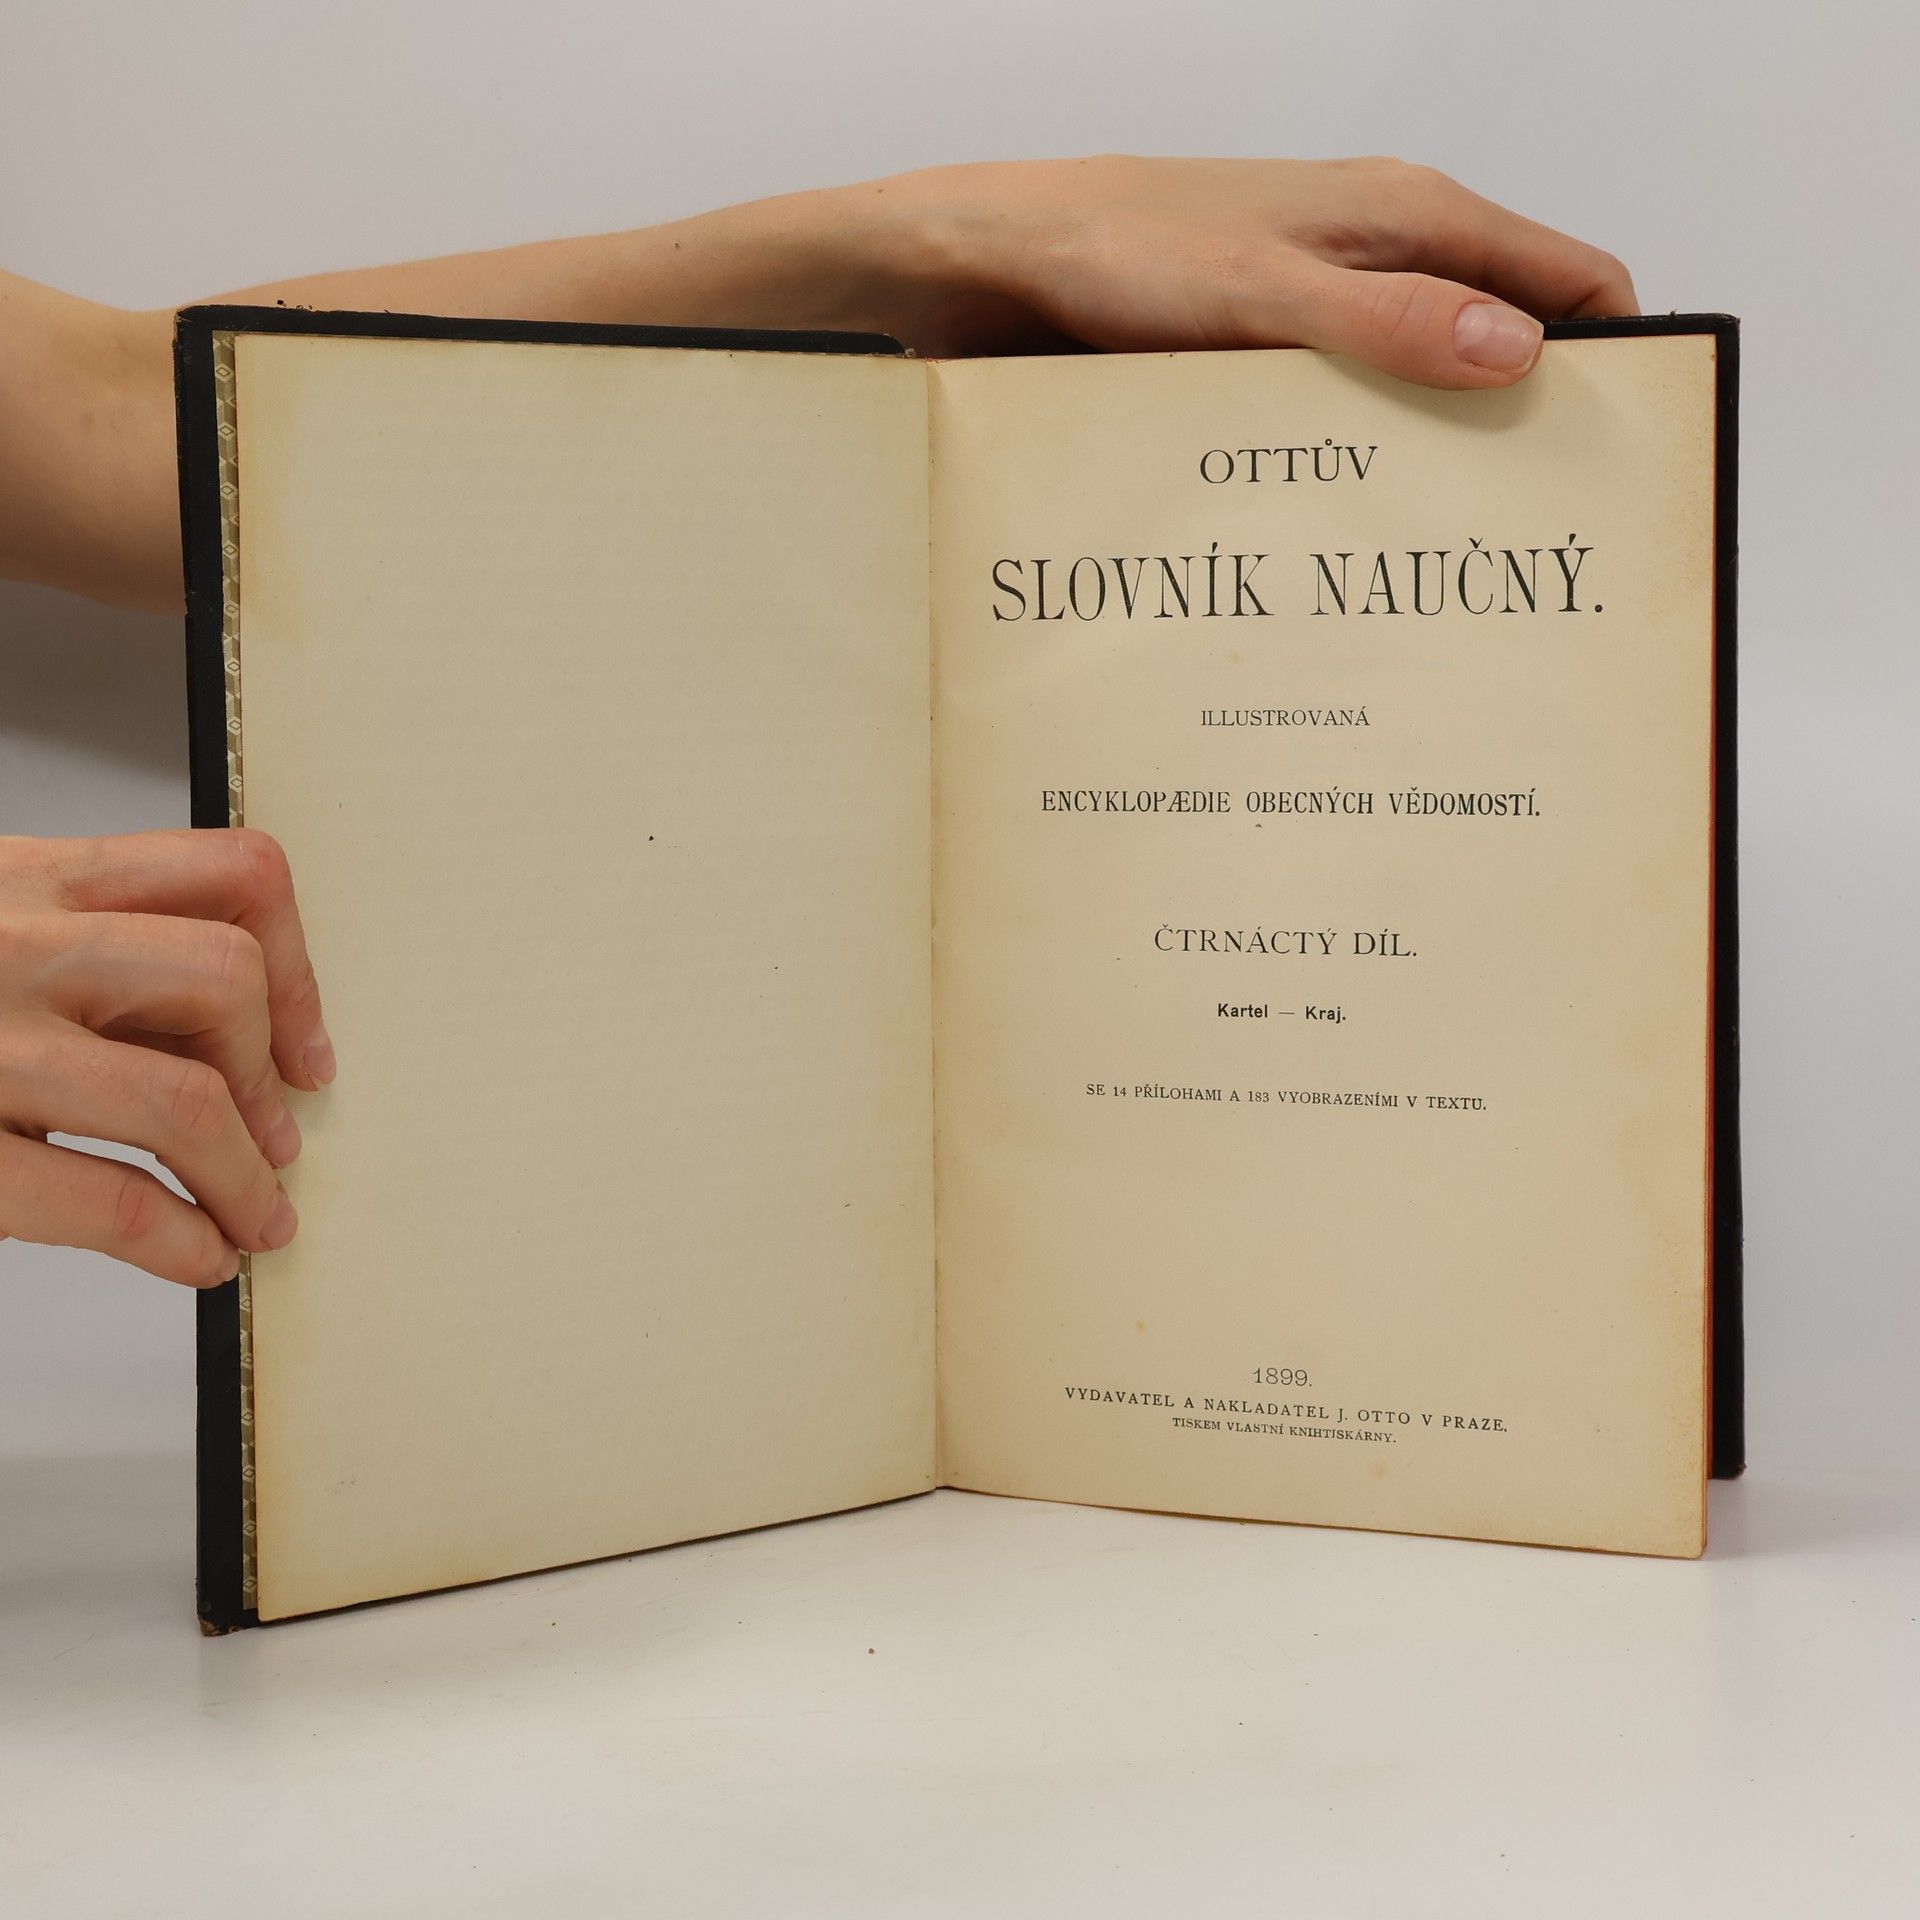 OTTŮV
SLOVNÍK NAUČNÝ.
ILLUSTROVANÁ
ENCYKLOPÆDIE OBECNÝCH VĚDOMOSTÍ.
ČTRNÁCTÝ DÍL.
Kartel — Kraj.
SE 14 PŘÍLOHAMI A 183 VYOBRAZENÍMI V TEXTU.
1899.
VYDAVATEL A NAKLADATEL J. OTTO V PRAZE.
TISKEM VLASTNÍ KNIHTISKÁRNY.